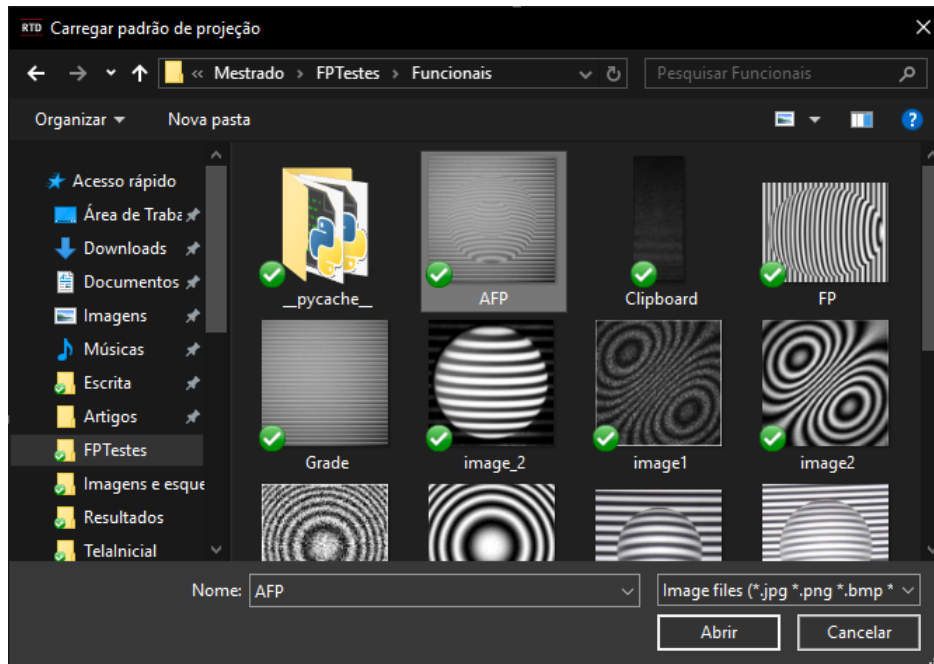 RTD Carregar padrão de projeção
« Mestrado > FPTestes > Funcionais
Pesquisar Funcionais
Organizar
Nova pasta
Acesso rápido
Área de Traba
Downloads
Documentos
Imagens
Músicas
Escrita
Artigos
FPTestes
Imagens e esque
Resultados
TelaInicial
__pycache__
AFP
Clipboard
FP
Grade
image_2
image1
image2
Nome: AFP
Image files (*.jpg *.png *.bmp *
Abrir
Cancelar